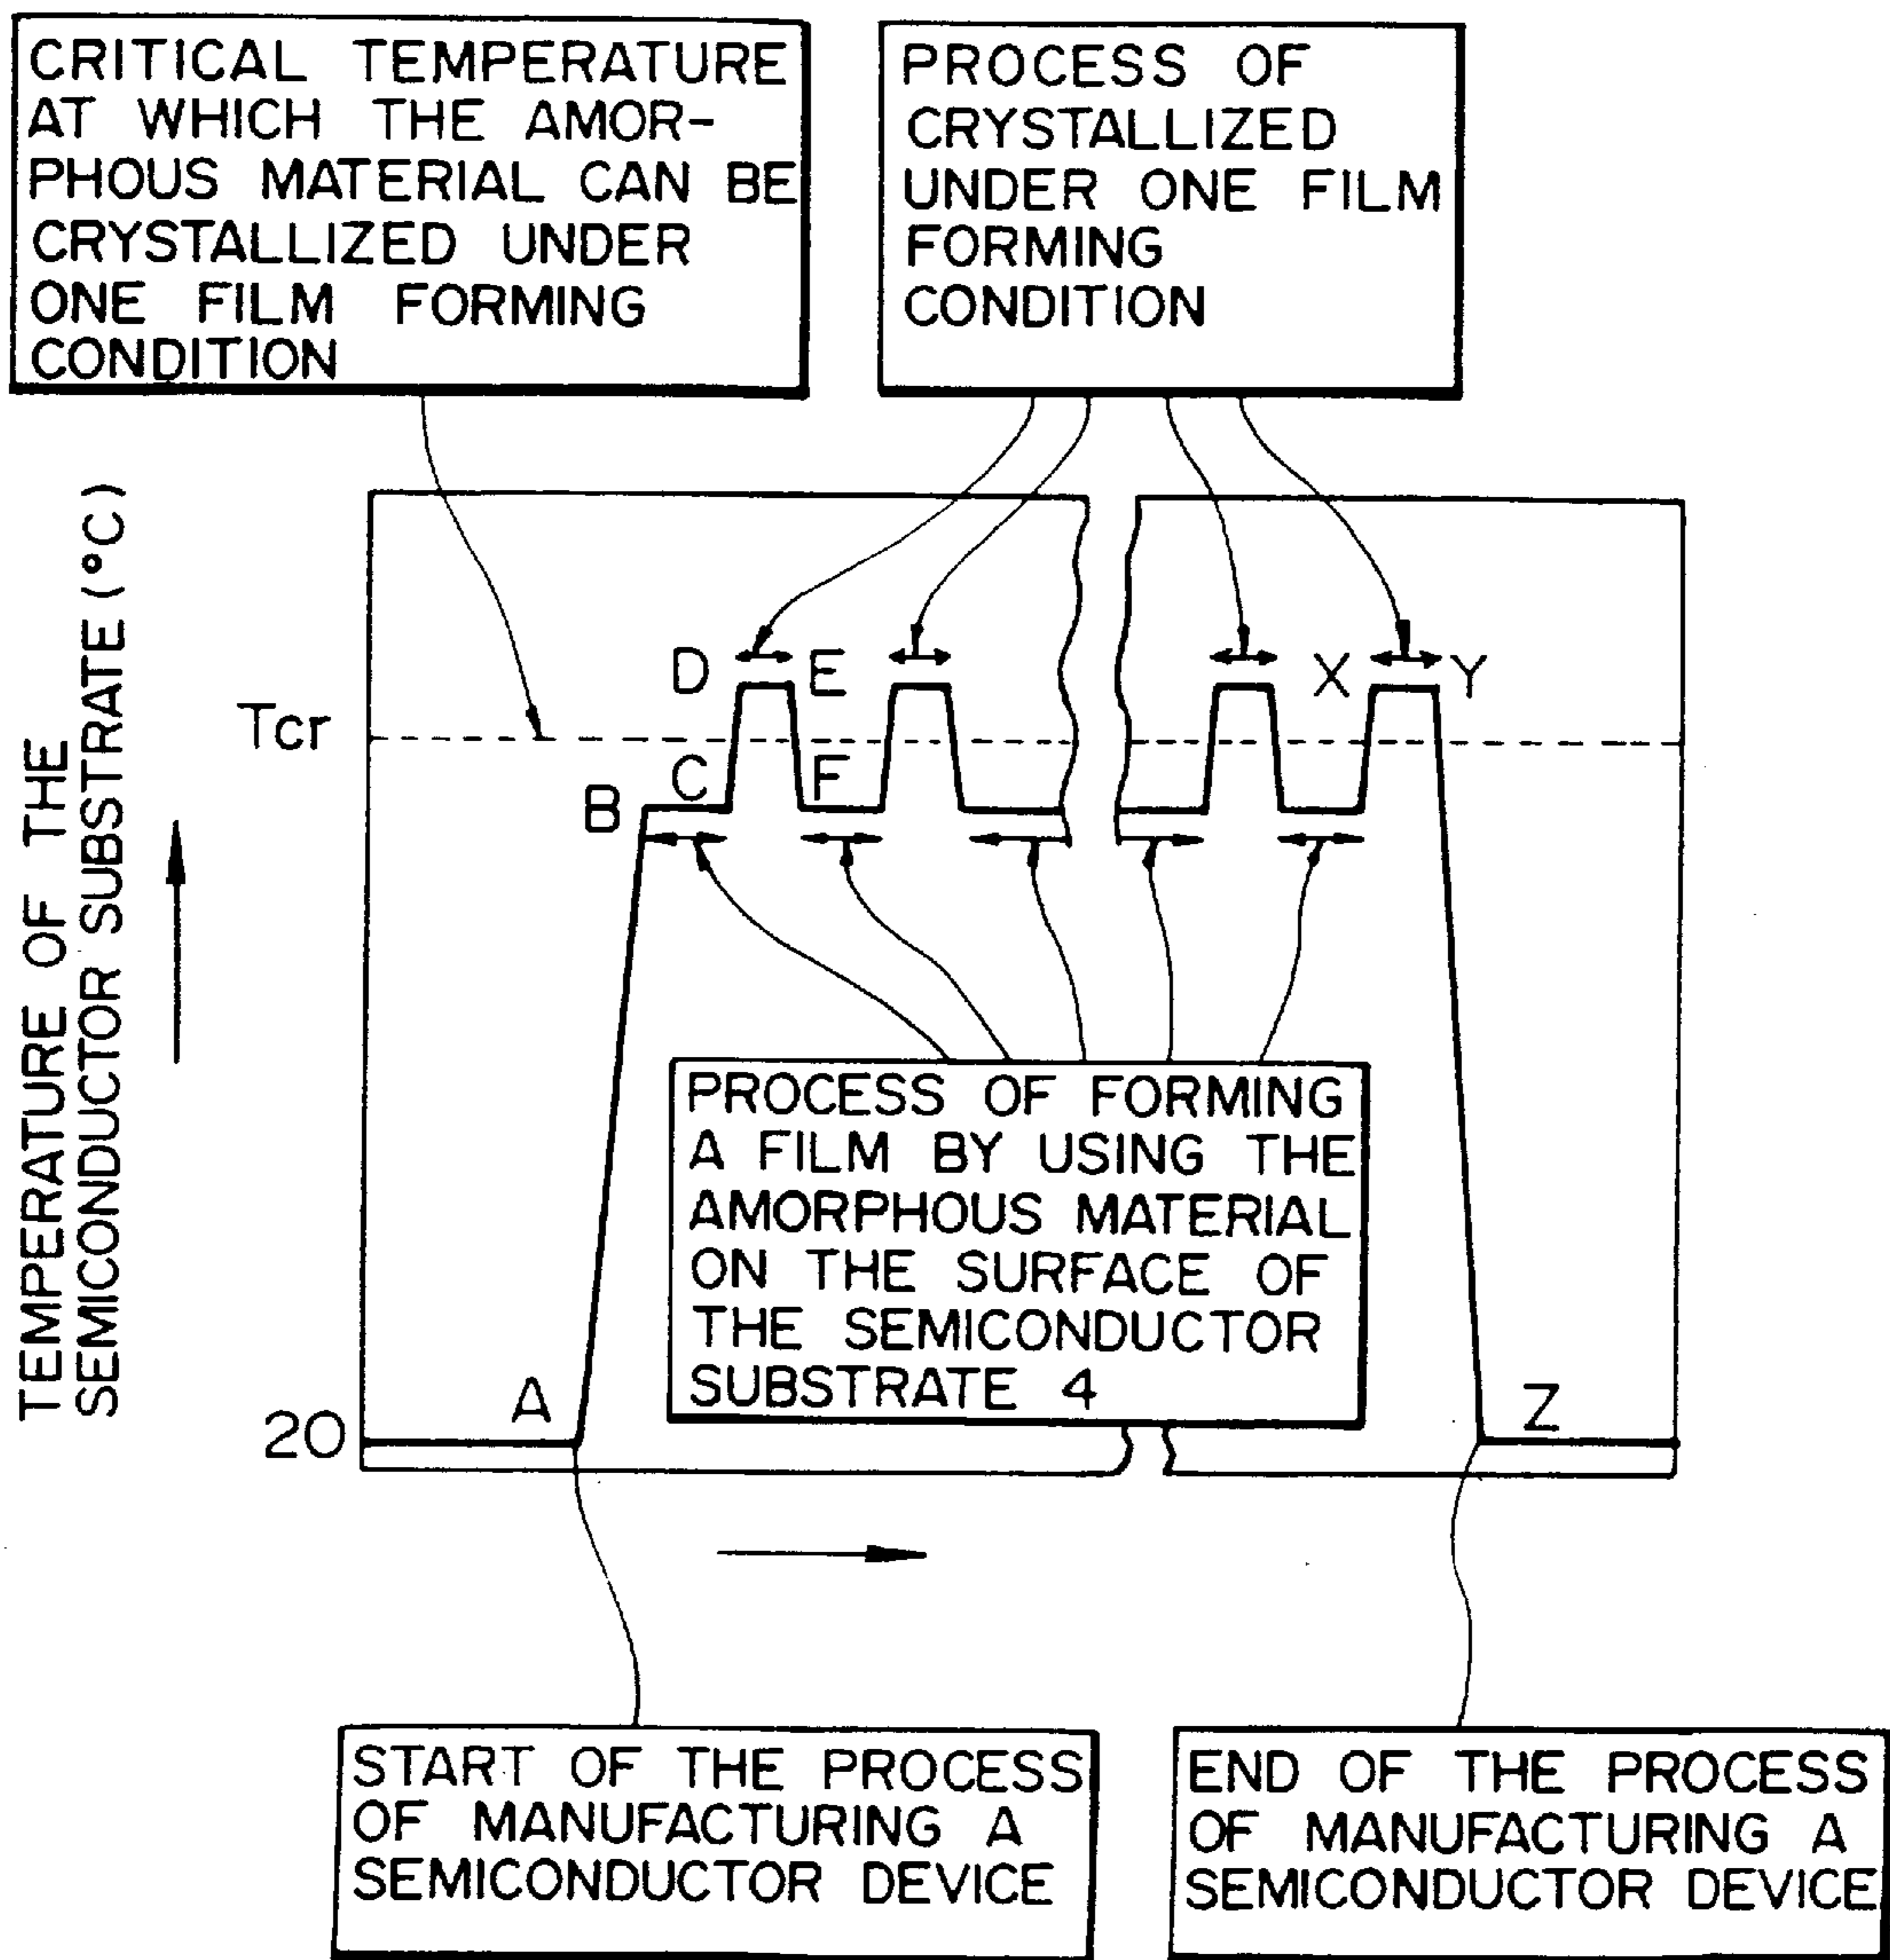 CRITICAL TEMPERATURE
AT WHICH THE AMOR-
PHOUS MATERIAL CAN BE
CRYSTALLIZED UNDER
ONE FILM FORMING
CONDITION
PROCESS OF
CRYSTALLIZED
UNDER ONE FILM
FORMING
CONDITION
TEMPERATURE OF THE
SEMICONDUCTOR SUBSTRATE (°C)
D E X Y
Tcr
C F
B
PROCESS OF FORMING
A FILM BY USING THE
AMORPHOUS MATERIAL
ON THE SURFACE OF
THE SEMICONDUCTOR
SUBSTRATE 4
A Z
20
START OF THE PROCESS
OF MANUFACTURING A
SEMICONDUCTOR DEVICE
END OF THE PROCESS
OF MANUFACTURING A
SEMICONDUCTOR DEVICE